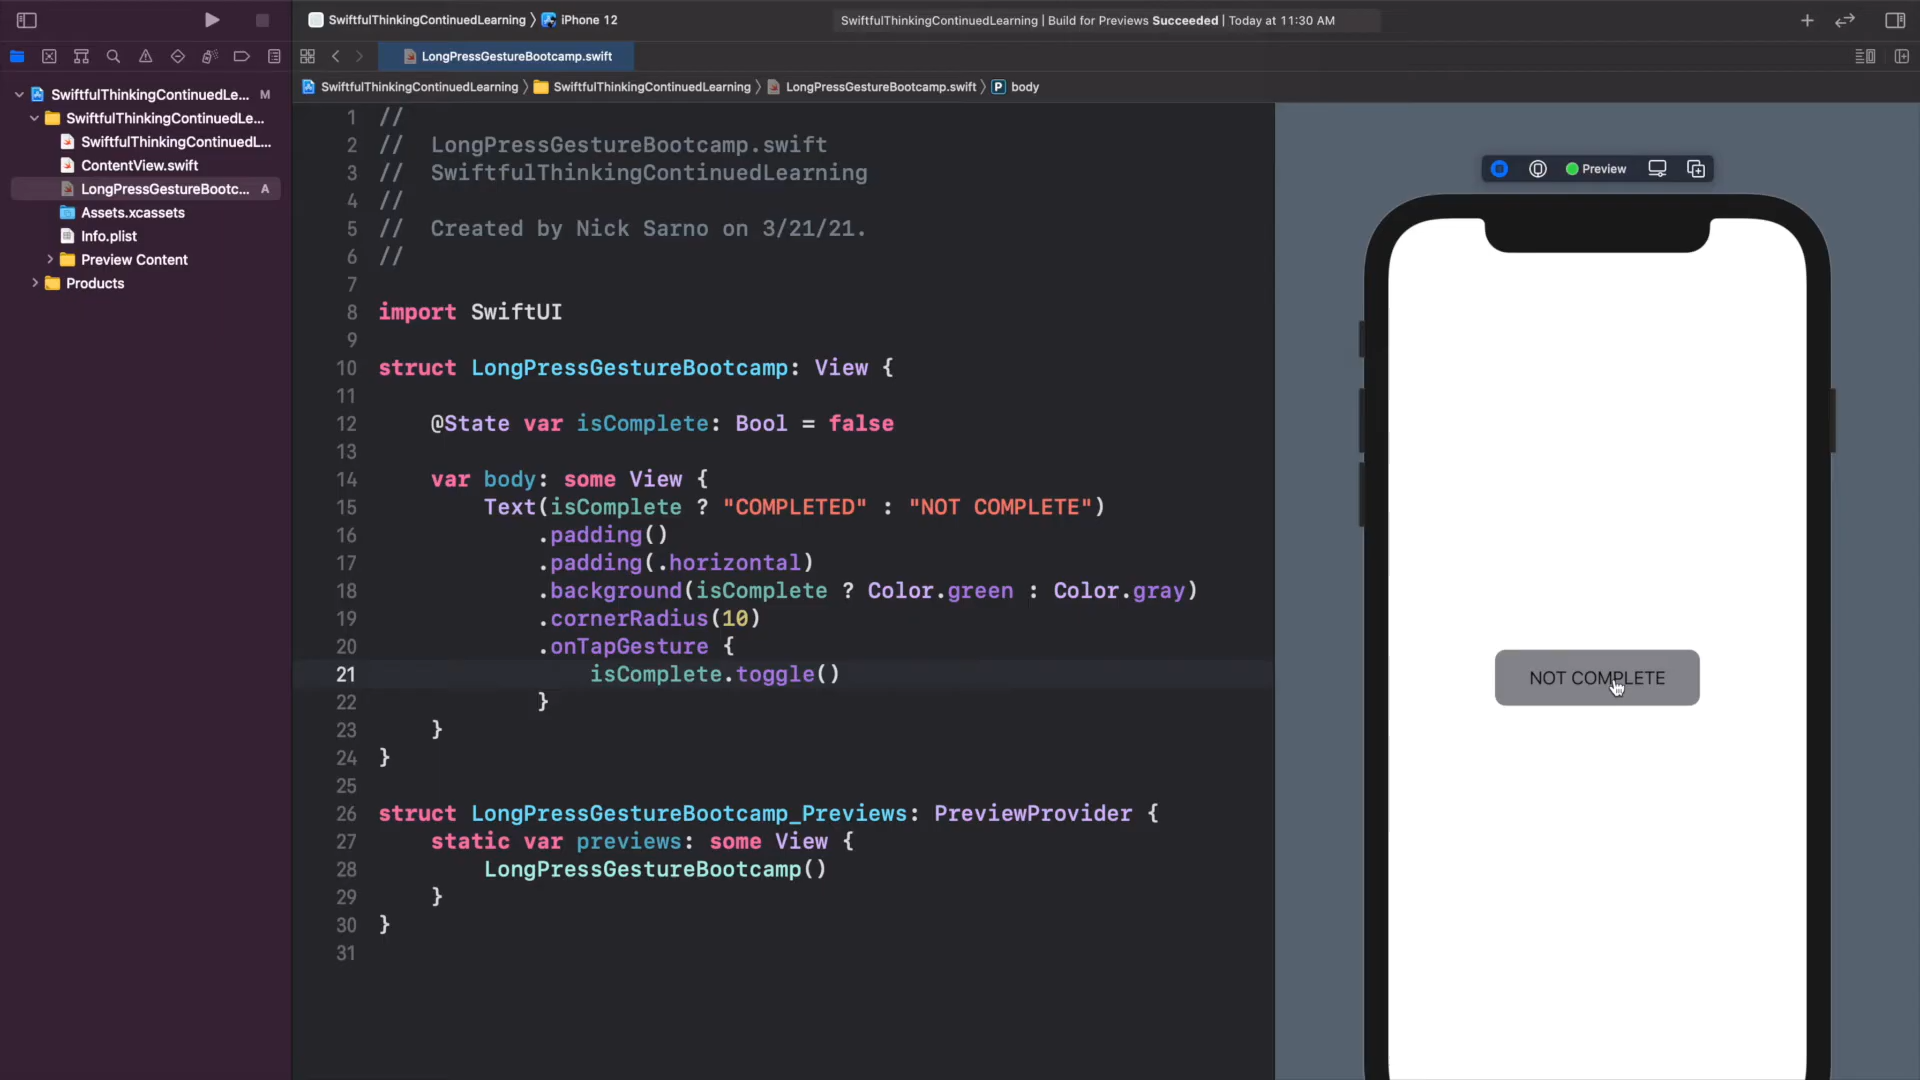 SwiftfulThinkingContinuedLearning 〉 iPhone 12
SwiftfulThinkingContinuedLearning | Build for Previews Succeeded | Today at 11:30 AM
LongPressGestureBootcamp.swift
SwiftfulThinkingContinuedLearning 〉 SwiftfulThinkingContinuedLearning 〉 LongPressGestureBootcamp.swift 〉 P body
SwiftfulThinkingContinuedLe... M
SwiftfulThinkingContinuedLe...
SwiftfulThinkingContinuedL...
ContentView.swift
LongPressGestureBootc... A
Assets.xcassets
Info.plist
Preview Content
Products
1 //
2 //  LongPressGestureBootcamp.swift
3 //  SwiftfulThinkingContinuedLearning
4 //
5 //  Created by Nick Sarno on 3/21/21.
6 //
7
8 import SwiftUI
9
10 struct LongPressGestureBootcamp: View {
11
12     @State var isComplete: Bool = false
13
14     var body: some View {
15         Text(isComplete ? "COMPLETED" : "NOT COMPLETE")
16             .padding()
17             .padding(.horizontal)
18             .background(isComplete ? Color.green : Color.gray)
19             .cornerRadius(10)
20             .onTapGesture {
21                 isComplete.toggle()
22             }
23     }
24 }
25
26 struct LongPressGestureBootcamp_Previews: PreviewProvider {
27     static var previews: some View {
28         LongPressGestureBootcamp()
29     }
30 }
31
Preview
NOT COMPLETE